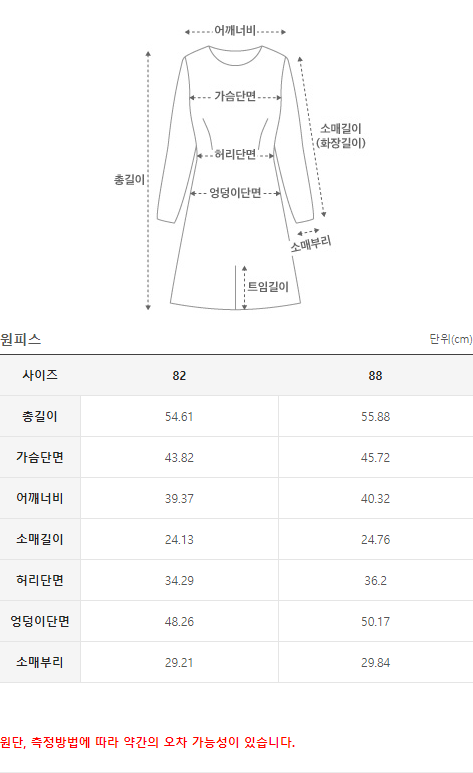 어깨너비
가슴단면
소매길이
(화장길이)
허리단면
총길이
엉덩이단면
소매부리
트임길이
원피스 단위(cm)
사이즈 82 88
총길이 54.61 55.88
가슴단면 43.82 45.72
어깨너비 39.37 40.32
소매길이 24.13 24.76
허리단면 34.29 36.2
엉덩이단면 48.26 50.17
소매부리 29.21 29.84
원단, 측정방법에 따라 약간의 오차 가능성이 있습니다.